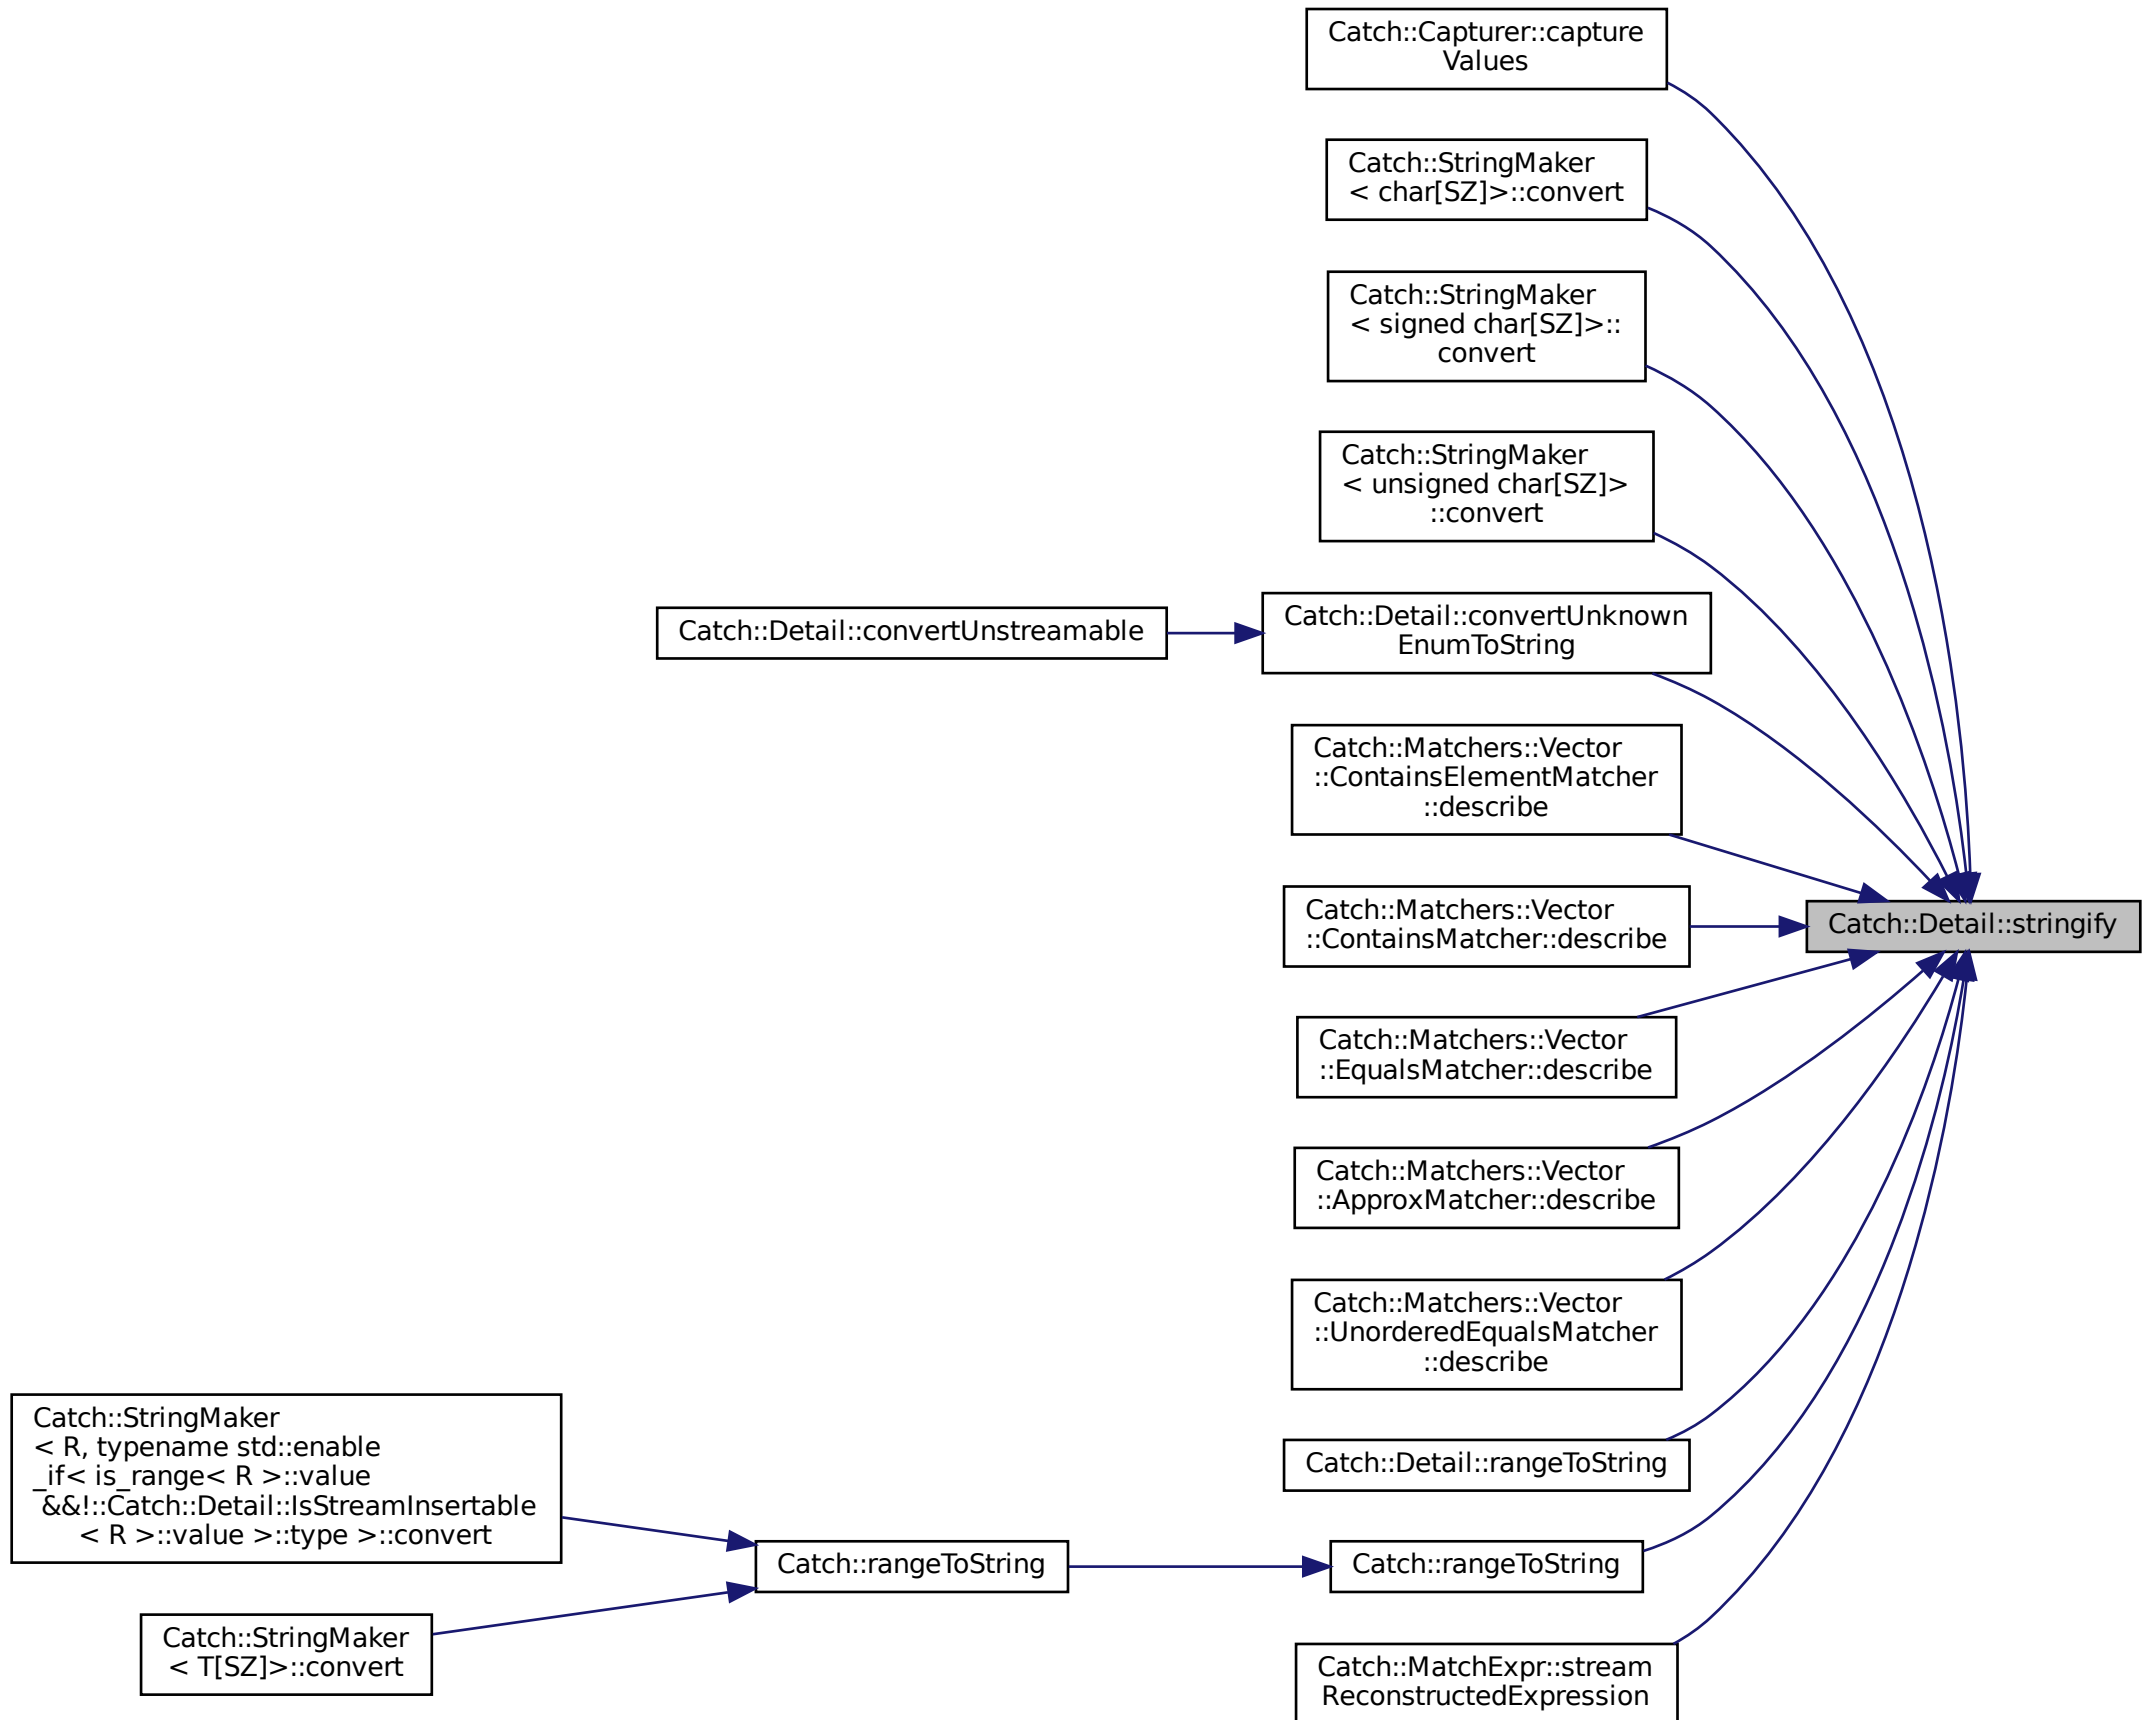 Catch::Capturer::capture
Values
Catch::StringMaker
< char[SZ]>::convert
Catch::StringMaker
< signed char[SZ]>::
convert
Catch::StringMaker
< unsigned char[SZ]>
::convert
Catch::Detail::convertUnstreamable
Catch::Detail::convertUnknown
EnumToString
Catch::Matchers::Vector
::ContainsElementMatcher
::describe
Catch::Matchers::Vector
::ContainsMatcher::describe
Catch::Detail::stringify
Catch::Matchers::Vector
::EqualsMatcher::describe
Catch::Matchers::Vector
::ApproxMatcher::describe
Catch::Matchers::Vector
::UnorderedEqualsMatcher
::describe
Catch::Detail::rangeToString
Catch::StringMaker
< R, typename std::enable
_if< is_range< R >::value
&&!::Catch::Detail::IsStreamInsertable
< R >::value >::type >::convert
Catch::rangeToString
Catch::rangeToString
Catch::StringMaker
< T[SZ]>::convert
Catch::MatchExpr::stream
ReconstructedExpression